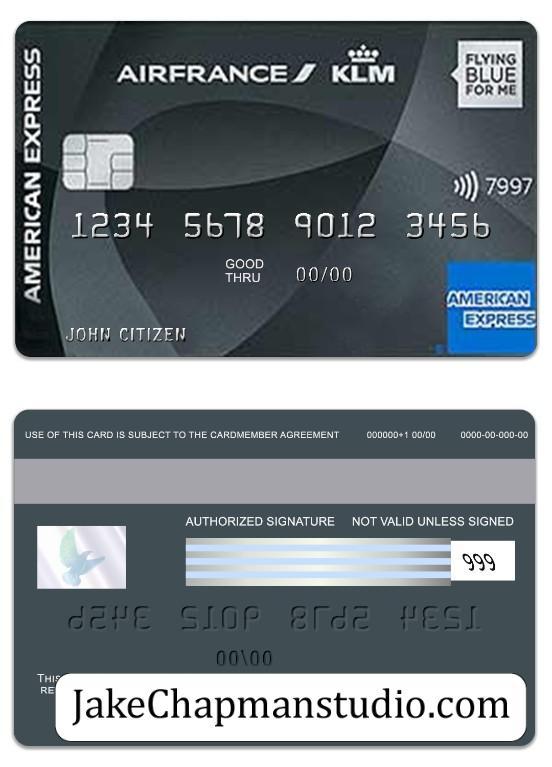 AMERICAN EXPRESS
AIRFRANCE KLM
FLYING
BLUE
FOR ME
7997
1234 5678 9012 3456
GOOD
THRU 00/00
JOHN CITIZEN
AMERICAN
EXPRESS
USE OF THIS CARD IS SUBJECT TO THE CARDMEMBER AGREEMENT 000000+1 00/00 0000-00-000-00
AUTHORIZED SIGNATURE NOT VALID UNLESS SIGNED
999
1234 5678 9012 3456
00/00
JakeChapmanstudio.com